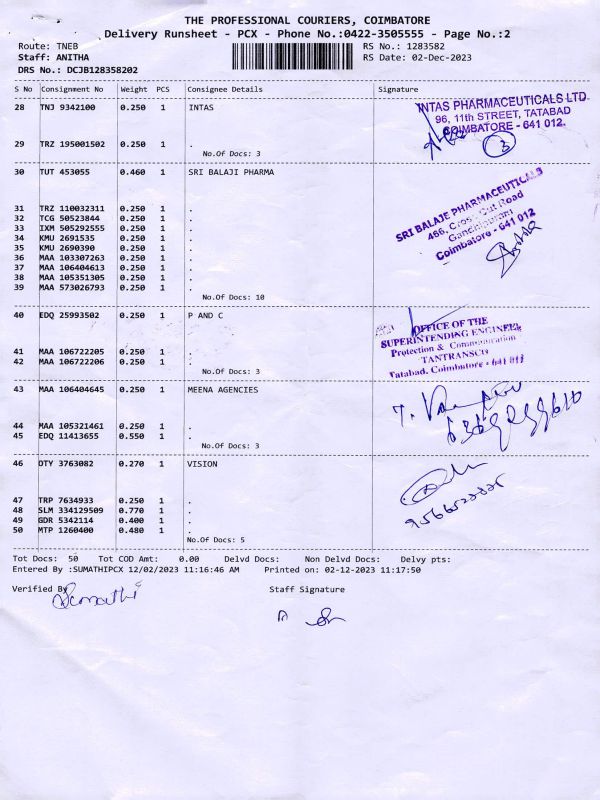 THE PROFESSIONAL COURIERS, COIMBATORE
Delivery Runsheet - PCX - Phone No.:0422-3505555 - Page No.:2
Route: TNEB RS No.: 1283582
Staff: ANITHA RS Date: 02-Dec-2023
DRS No.: DCJB128358202
S No Consignment No Weight PCS Consignee Details Signature
28 TNJ 9342100 0.250 1 INTAS
INTAS PHARMACEUTICALS LTD.
96, 11th STREET, TATABAD
COIMBATORE - 641 012.
3
29 TRZ 195001502 0.250 1 .
No.Of Docs: 3
30 TUT 453055 0.460 1 SRI BALAJI PHARMA
SRI BALAJE PHARMACEUTICALS
466, Cross Cut Road
Gandhipuram
Coimbatore - 641 012
31 TRZ 110032311 0.250 1 .
32 TCG 50523844 0.250 1 .
33 IXM 505292555 0.250 1 .
34 KMU 2691535 0.250 1 .
35 KMU 2690390 0.250 1 .
36 MAA 103307263 0.250 1 .
37 MAA 106404613 0.250 1 .
38 MAA 105351305 0.250 1 .
39 MAA 573026793 0.250 1 .
No.Of Docs: 10
40 EDQ 25993502 0.250 1 P AND C
OFFICE OF THE
SUPERINTENDING ENGINEER
Protection & Communication
TANTRANSCO
Tatabad, Coimbatore - 641 012
41 MAA 106722205 0.250 1 .
42 MAA 106722206 0.250 1 .
No.Of Docs: 3
43 MAA 106404645 0.250 1 MEENA AGENCIES
44 MAA 105321461 0.250 1 .
45 EDQ 11413655 0.550 1 .
No.Of Docs: 3
46 OTY 3763082 0.270 1 VISION
47 TRP 7634933 0.250 1 .
48 SLM 334129509 0.770 1 .
49 GDR 5342114 0.400 1 .
50 MTP 1260400 0.480 1 .
No.Of Docs: 5
Tot Docs: 50 Tot COD Amt: 0.00 Delvd Docs: Non Delvd Docs: Delvy pts:
Entered By :SUMATHIPCX 12/02/2023 11:16:46 AM Printed on: 02-12-2023 11:17:50
Verified By Staff Signature
Sumathi